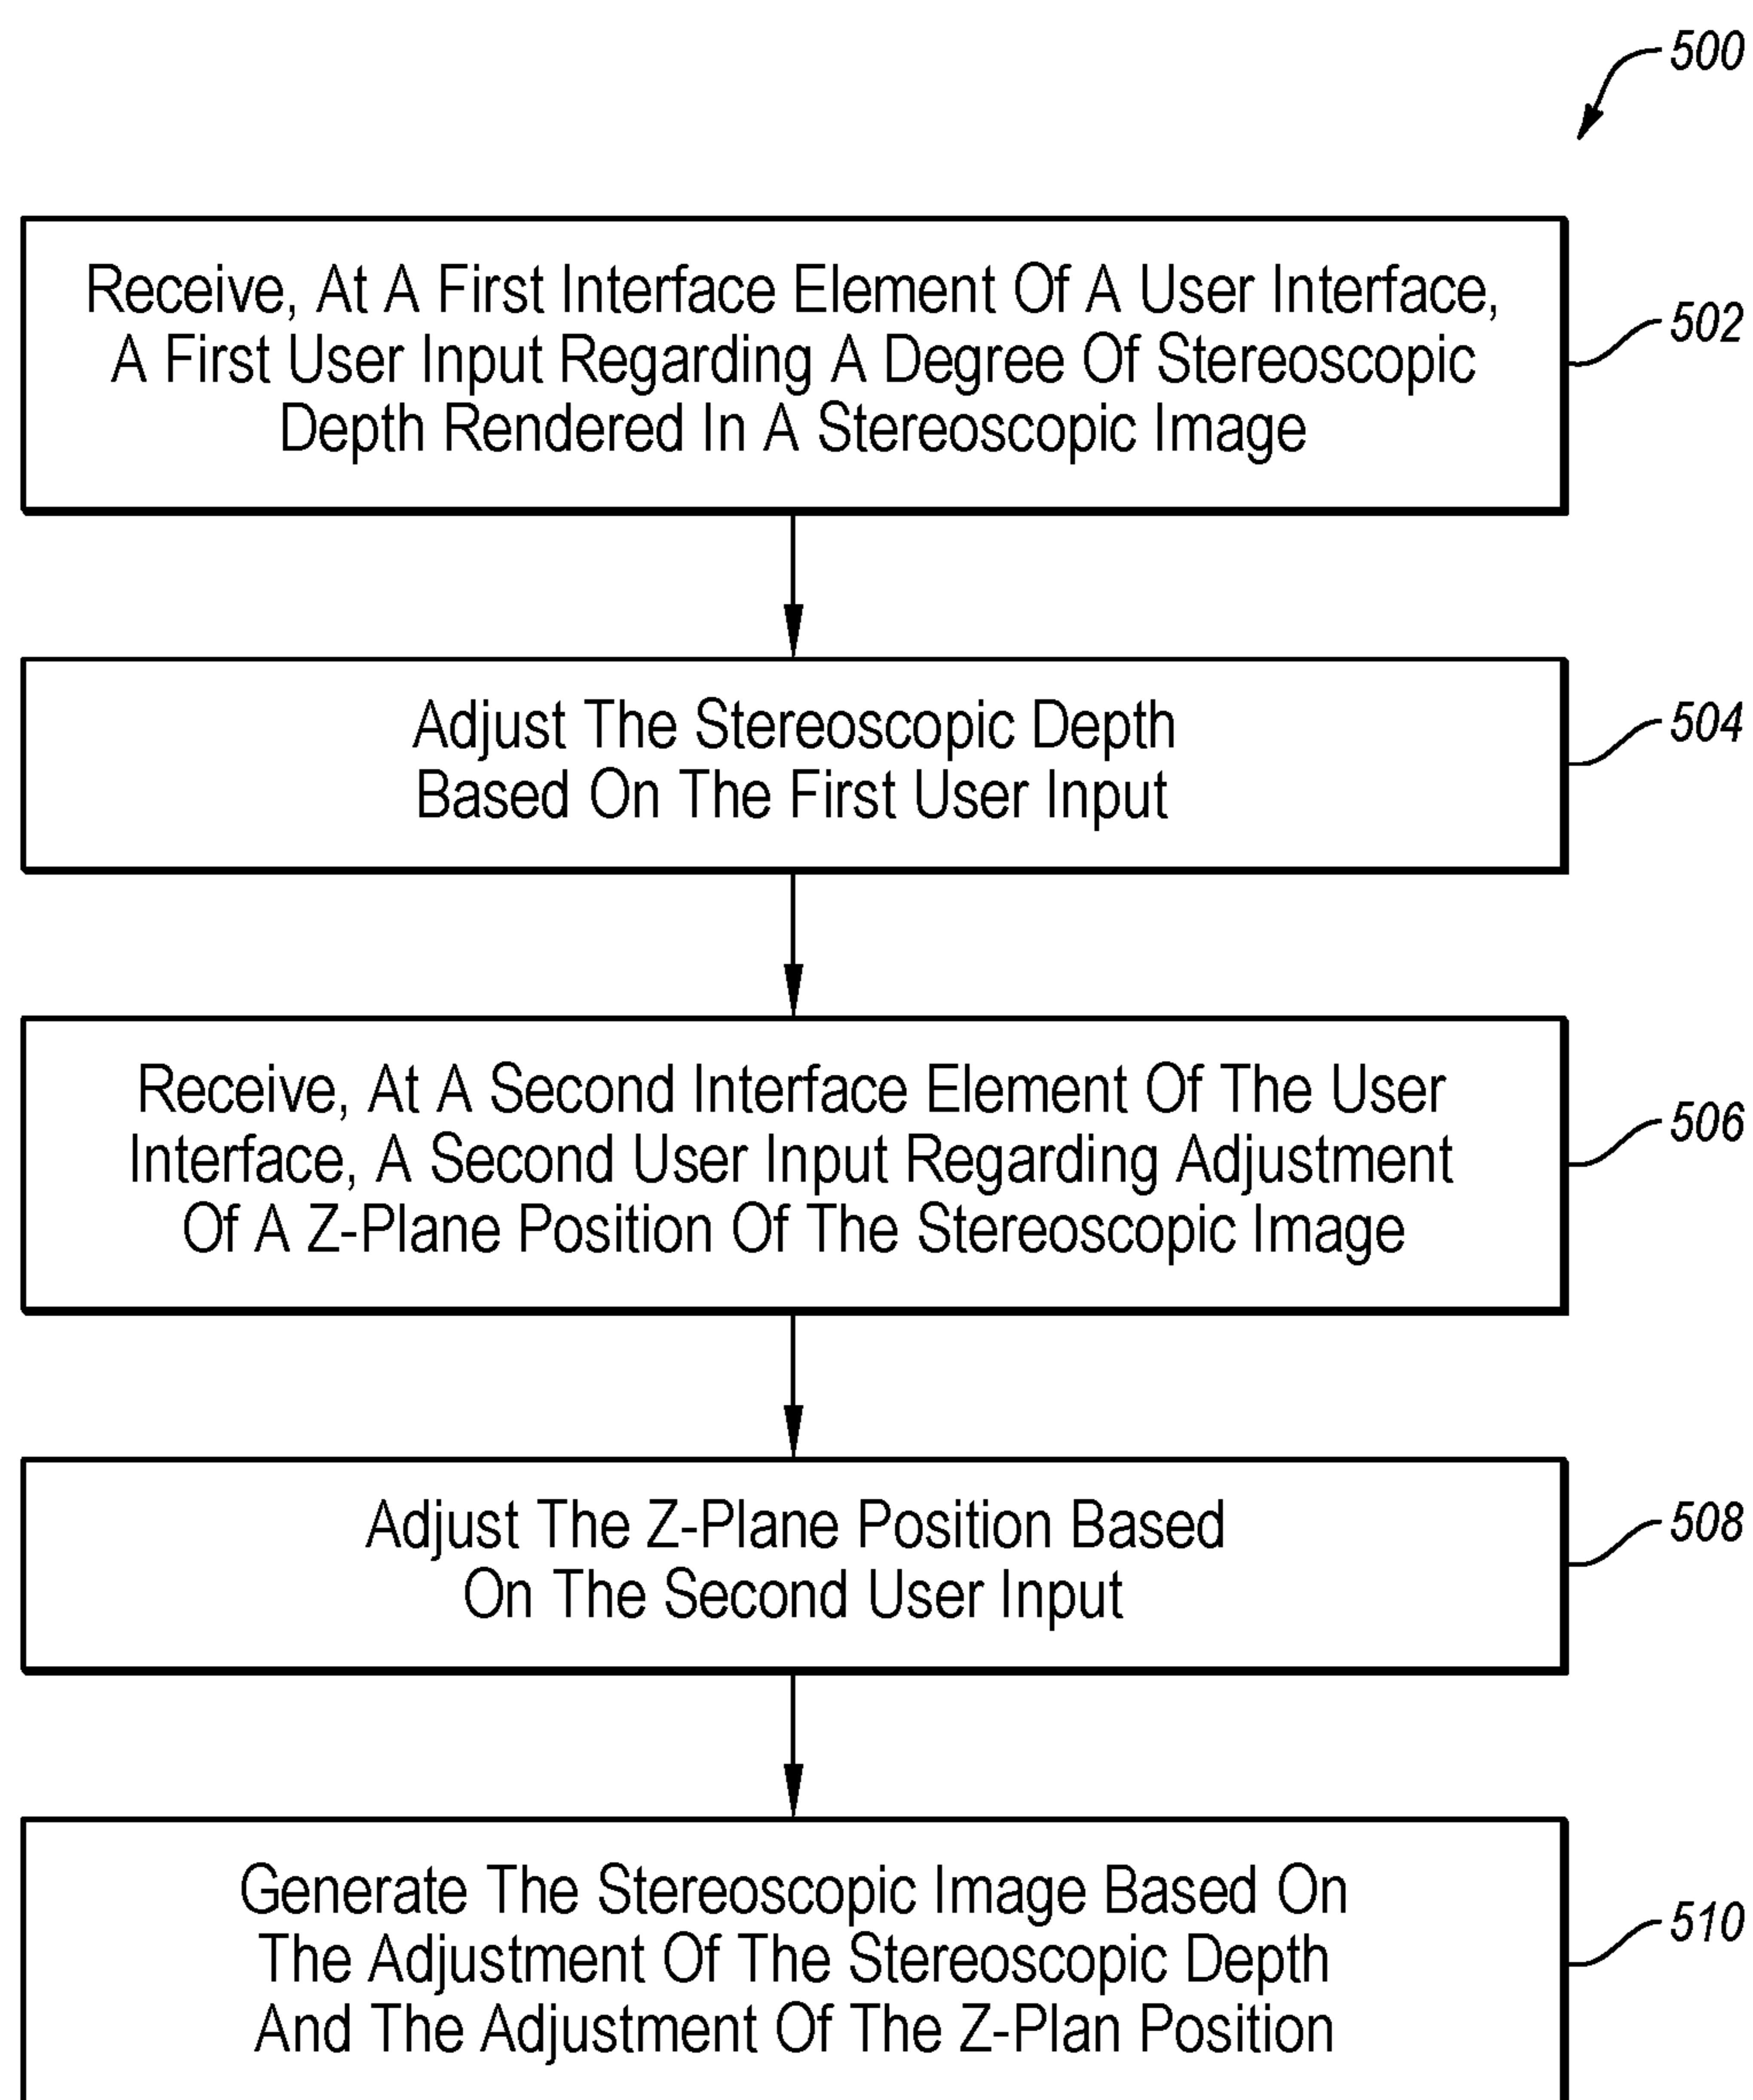 500
Receive, At A First Interface Element Of A User Interface,
A First User Input Regarding A Degree Of Stereoscopic
Depth Rendered In A Stereoscopic Image
502
Adjust The Stereoscopic Depth
Based On The First User Input
504
Receive, At A Second Interface Element Of The User
Interface, A Second User Input Regarding Adjustment
Of A Z-Plane Position Of The Stereoscopic Image
506
Adjust The Z-Plane Position Based
On The Second User Input
508
Generate The Stereoscopic Image Based On
The Adjustment Of The Stereoscopic Depth
And The Adjustment Of The Z-Plan Position
510